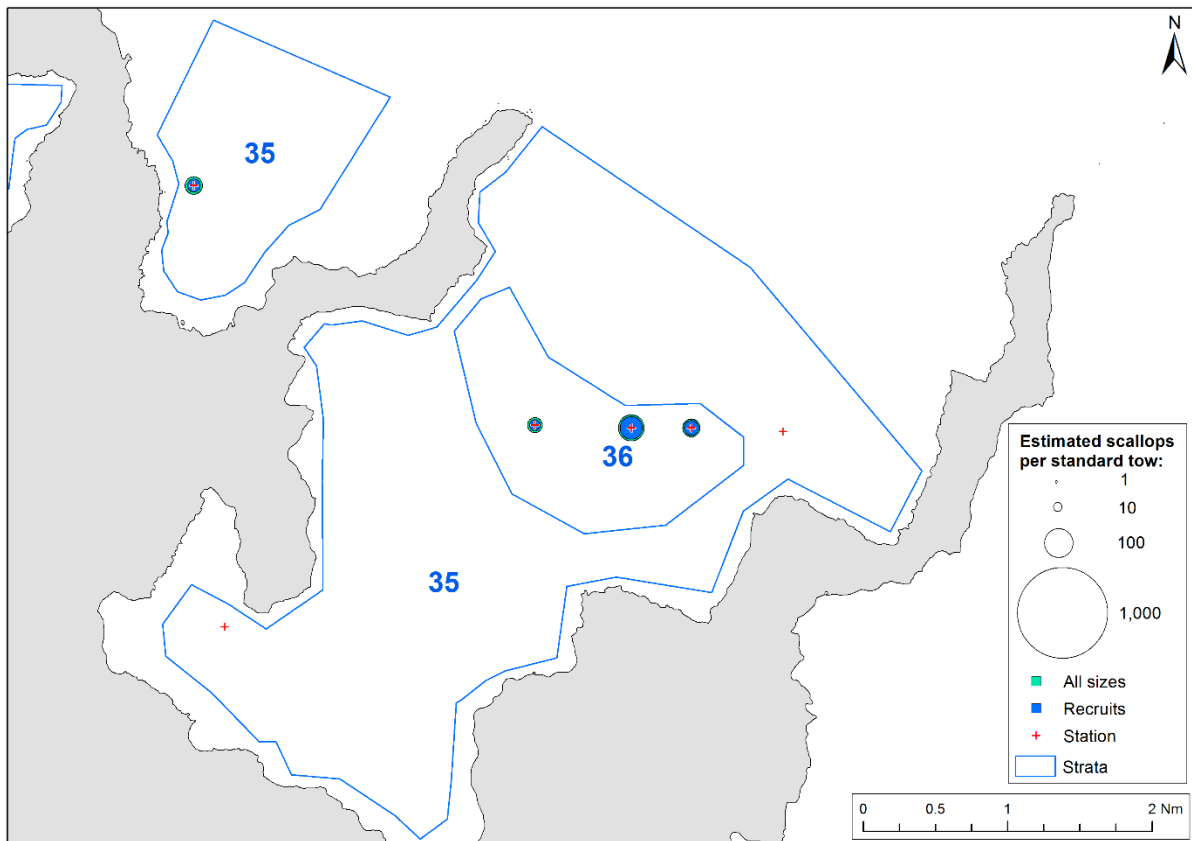 N
35
36
35
Estimated scallops
per standard tow:
1
10
100
1,000
All sizes
Recruits
Station
Strata
0 0.5 1 2 Nm